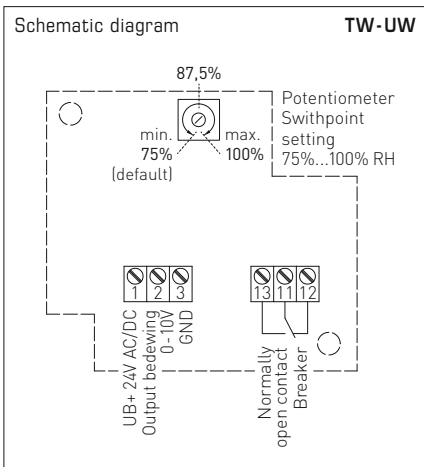 Schematic diagram TW-UW
87,5%
Potentiometer
Swithpoint
setting
75%...100% RH
min. max.
75% 100%
(default)
1 2 3 13 11 12
UB+ 24V AC/DC
Output bedewing
0-10V
GND
Normally
open contact
Breaker